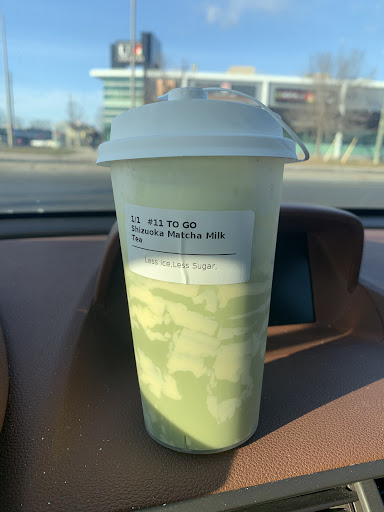 1/1 #11 TO GO
Shizuoka Matcha Milk
Tea
Less ice,Less Sugar,